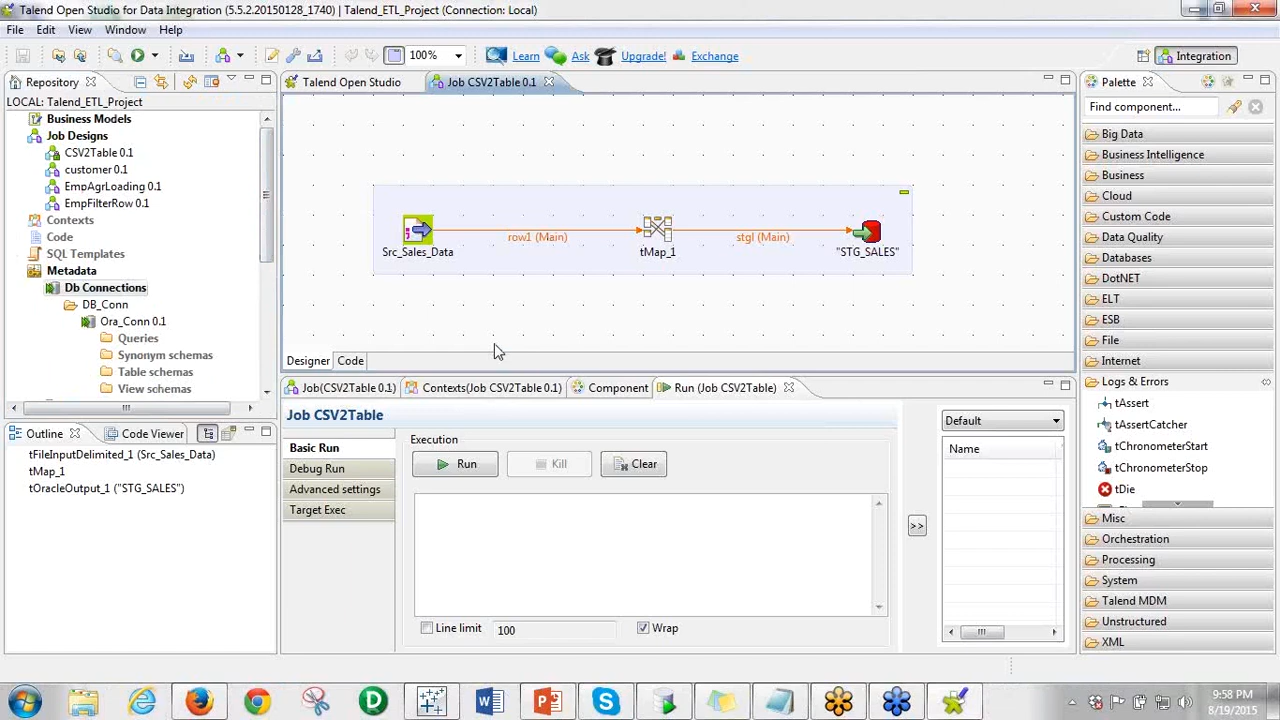 Talend Open Studio for Data Integration (5.5.2.20150128_1740) | Talend_ETL_Project (Connection: Local)
File Edit View Window Help
100% Learn Ask Upgrade! Exchange Integration
Repository
LOCAL: Talend_ETL_Project
Business Models
Job Designs
CSV2Table 0.1
customer 0.1
EmpAgrLoading 0.1
EmpFilterRow 0.1
Contexts
Code
SQL Templates
Metadata
Db Connections
DB_Conn
Ora_Conn 0.1
Queries
Synonym schemas
Table schemas
View schemas
Outline Code Viewer
tFileInputDelimited_1 (Src_Sales_Data)
tMap_1
tOracleOutput_1 ("STG_SALES")
Talend Open Studio Job CSV2Table 0.1
row1 (Main) stgl (Main)
Src_Sales_Data tMap_1 "STG_SALES"
Designer Code
Job(CSV2Table 0.1) Contexts(Job CSV2Table 0.1) Component Run (Job CSV2Table)
Job CSV2Table
Basic Run
Debug Run
Advanced settings
Target Exec
Execution
Run Kill Clear
>>
Line limit 100 Wrap
Default
Name
Palette
Find component...
Big Data
Business Intelligence
Business
Cloud
Custom Code
Data Quality
Databases
DotNET
ELT
ESB
File
Internet
Logs & Errors
tAssert
tAssertCatcher
tChronometerStart
tChronometerStop
tDie
Misc
Orchestration
Processing
System
Talend MDM
Unstructured
XML
9:58 PM
8/19/2015